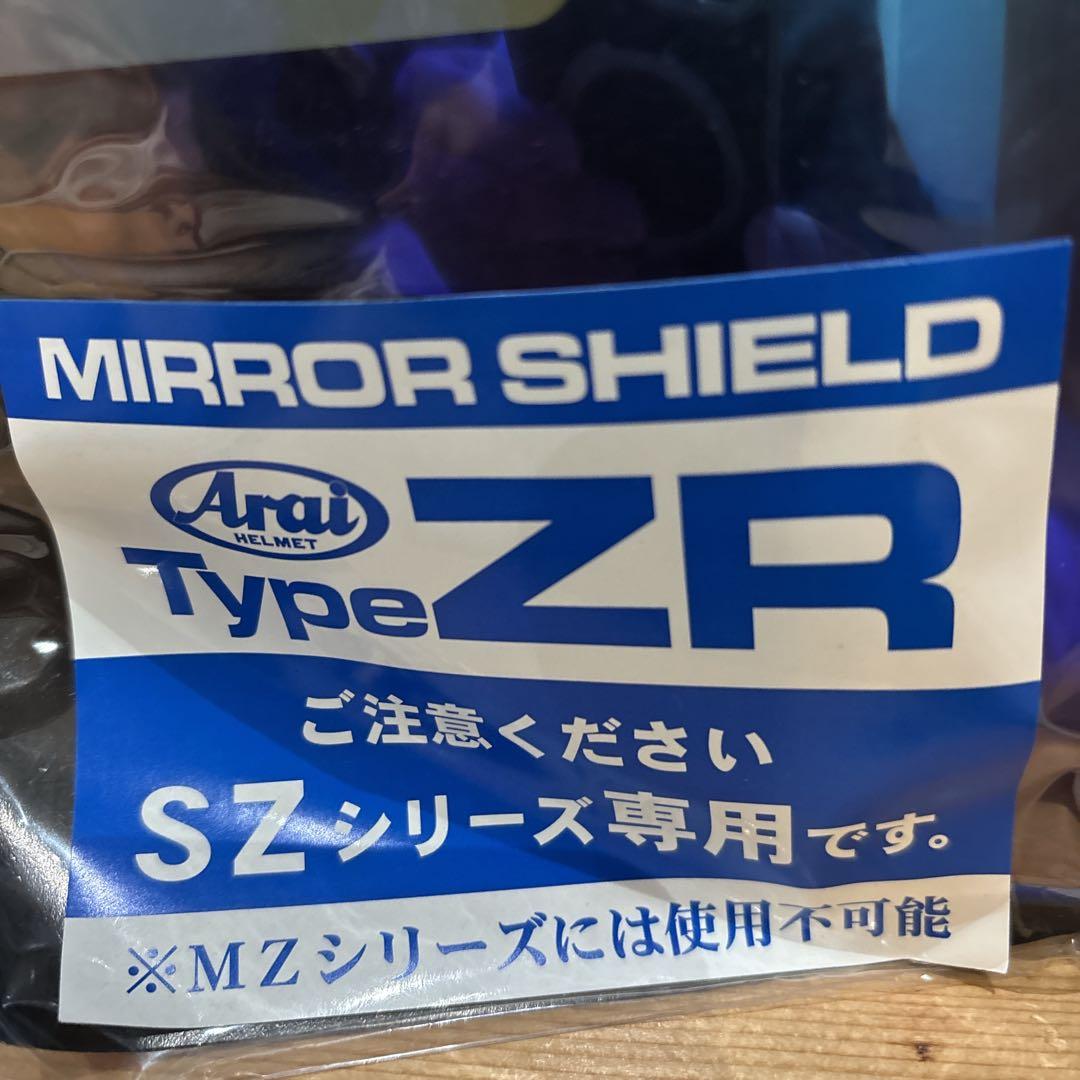 MIRROR SHIELD
Arai
HELMET
Type ZR
ご注意ください
SZシリーズ専用です。
※MZシリーズには使用不可能